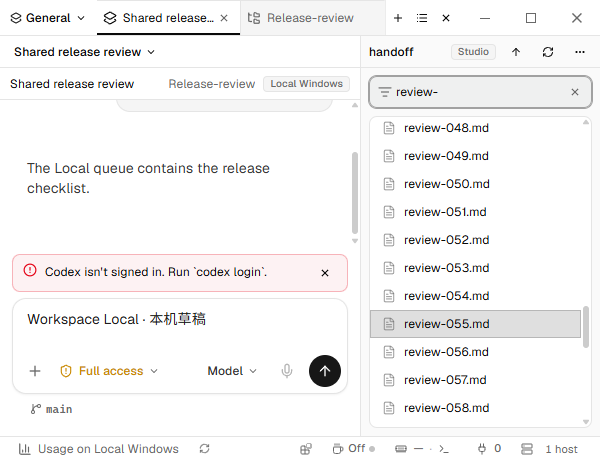 General
Shared release...
Release-review
Shared release review
handoff
Studio
Shared release review
Release-review
Local Windows
review-
The Local queue contains the release
checklist.
Codex isn't signed in. Run `codex login`.
Workspace Local · 本机草稿
Full access
Model
main
review-048.md
review-049.md
review-050.md
review-051.md
review-052.md
review-053.md
review-054.md
review-055.md
review-056.md
review-057.md
review-058.md
Usage on Local Windows
Off
— ·
0
1 host